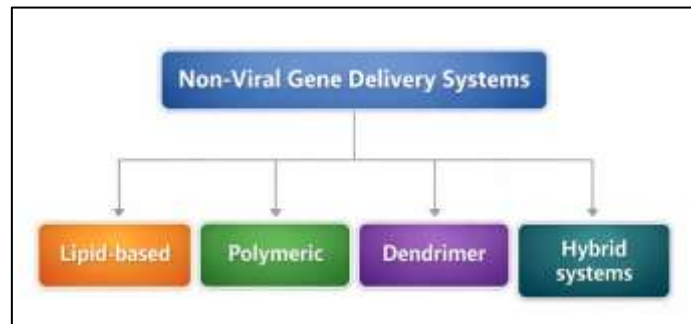 Non-Viral Gene Delivery Systems
Lipid-based
Polymeric
Dendrimer
Hybrid
systems